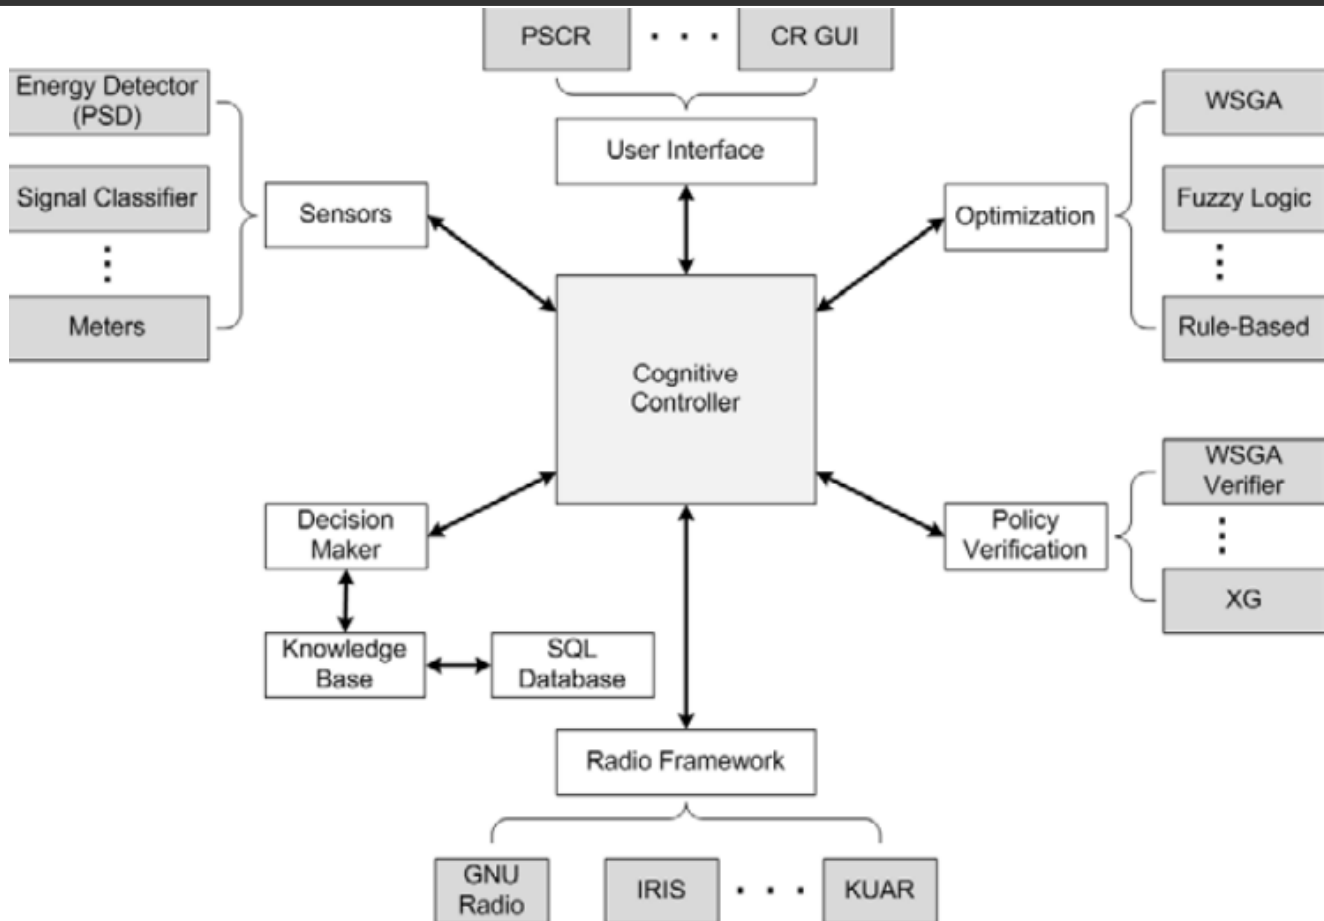 PSCR
CR GUI
Energy Detector
(PSD)
WSGA
User Interface
Signal Classifier
Fuzzy Logic
Sensors
Optimization
Meters
Rule-Based
Cognitive
Controller
WSGA
Verifier
Decision
Maker
Policy
Verification
XG
Knowledge
Base
SQL
Database
Radio Framework
GNU
Radio
IRIS
KUAR